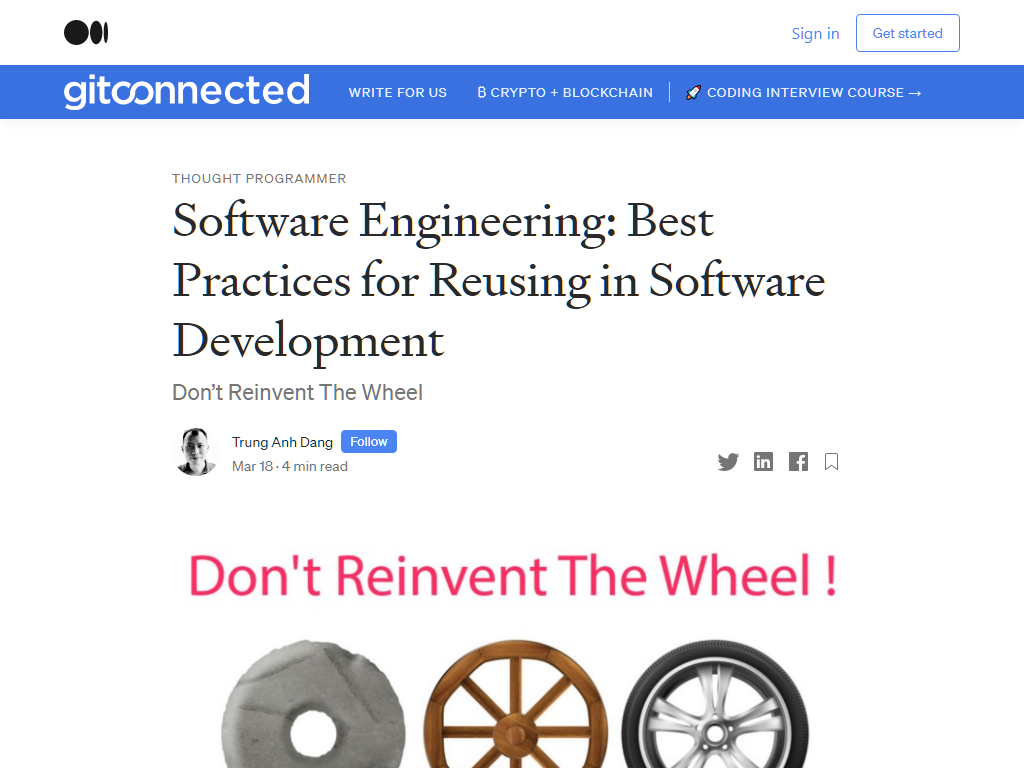 Sign in
Get started
gitconnected
WRITE FOR US
₿ CRYPTO + BLOCKCHAIN
🚀 CODING INTERVIEW COURSE →
THOUGHT PROGRAMMER
Software Engineering: Best
Practices for Reusing in Software
Development
Don’t Reinvent The Wheel
Trung Anh Dang
Follow
Mar 18 · 4 min read
Don't Reinvent The Wheel !